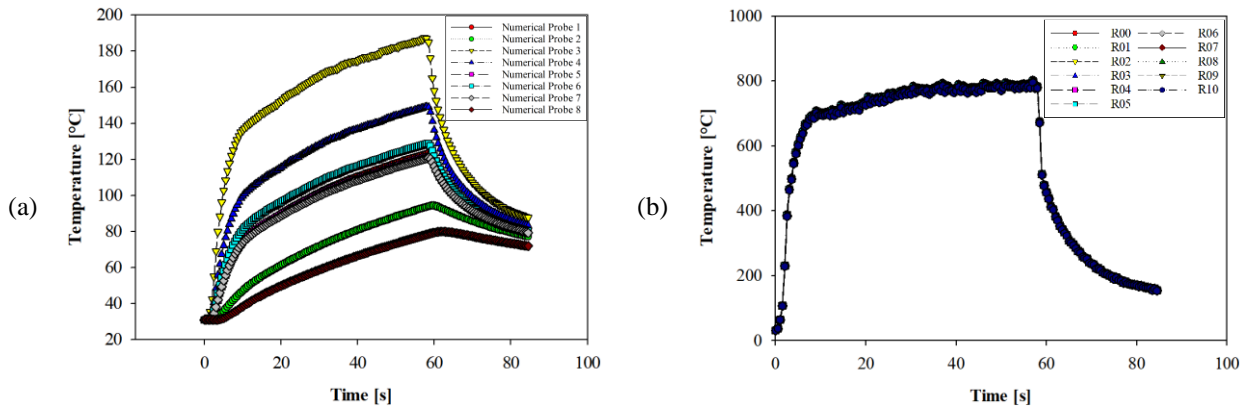 (a)
Temperature [°C]
200
180
160
140
120
100
80
60
40
20
0 20 40 60 80 100
Time [s]
Numerical Probe 1
Numerical Probe 2
Numerical Probe 3
Numerical Probe 4
Numerical Probe 5
Numerical Probe 6
Numerical Probe 7
Numerical Probe 8
(b)
Temperature [°C]
1000
800
600
400
200
0
0 20 40 60 80 100
Time [s]
R00 R06
R01 R07
R02 R08
R03 R09
R04 R10
R05